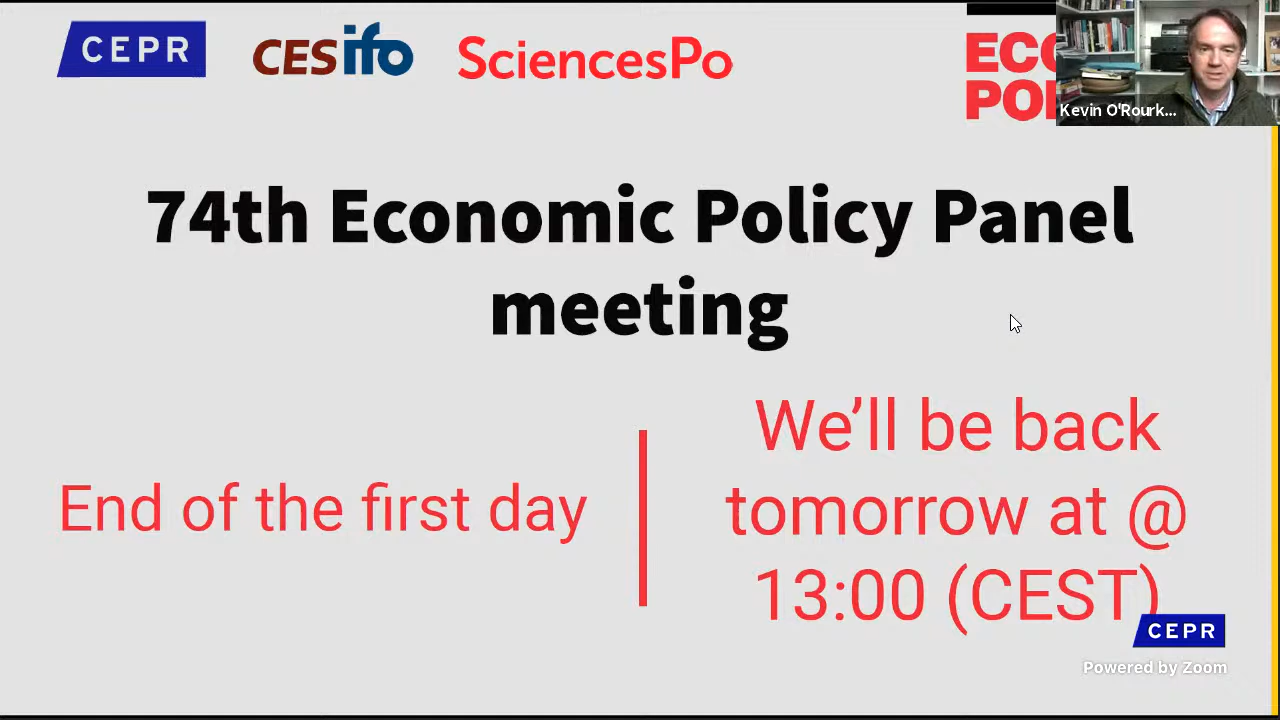 CEPR
CESifo
SciencesPo
ECO
POL
Kevin O'Rourk...
74th Economic Policy Panel
meeting
End of the first day
We'll be back
tomorrow at @
13:00 (CEST)
CEPR
Powered by Zoom